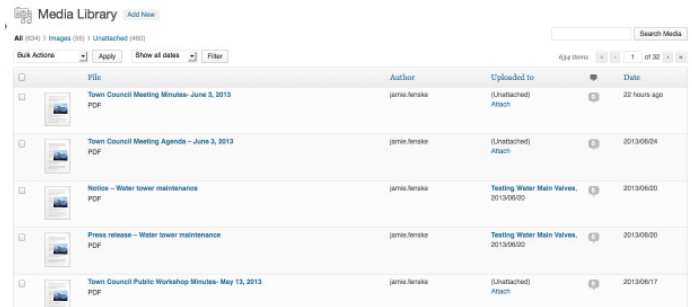 Media Library Add New
All (634) | Images (55) | Unattached (460)
Search Media
Bulk Actions Apply Show all dates Filter
634 items « ‹ 1 of 32 › »
File Author Uploaded to Date
Town Council Meeting Minutes- June 3, 2013 jamie.fenske (Unattached) 0 22 hours ago
PDF Attach
Town Council Meeting Agenda – June 3, 2013 jamie.fenske (Unattached) 0 2013/06/24
PDF Attach
Notice – Water tower maintenance jamie.fenske Testing Water Main Valves, 0 2013/06/20
PDF 2013/06/20
Press release – Water tower maintenance jamie.fenske Testing Water Main Valves, 0 2013/06/20
PDF 2013/06/20
Town Council Public Workshop Minutes- May 13, 2013 jamie.fenske (Unattached) 0 2013/06/17
PDF Attach